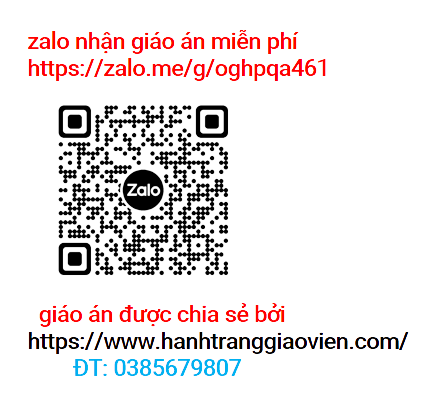 zalo nhận giáo án miễn phí
https://zalo.me/g/oghpqa461
Zalo
giáo án được chia sẻ bởi
https://www.hanhtranggiaovien.com/
ĐT: 0385679807